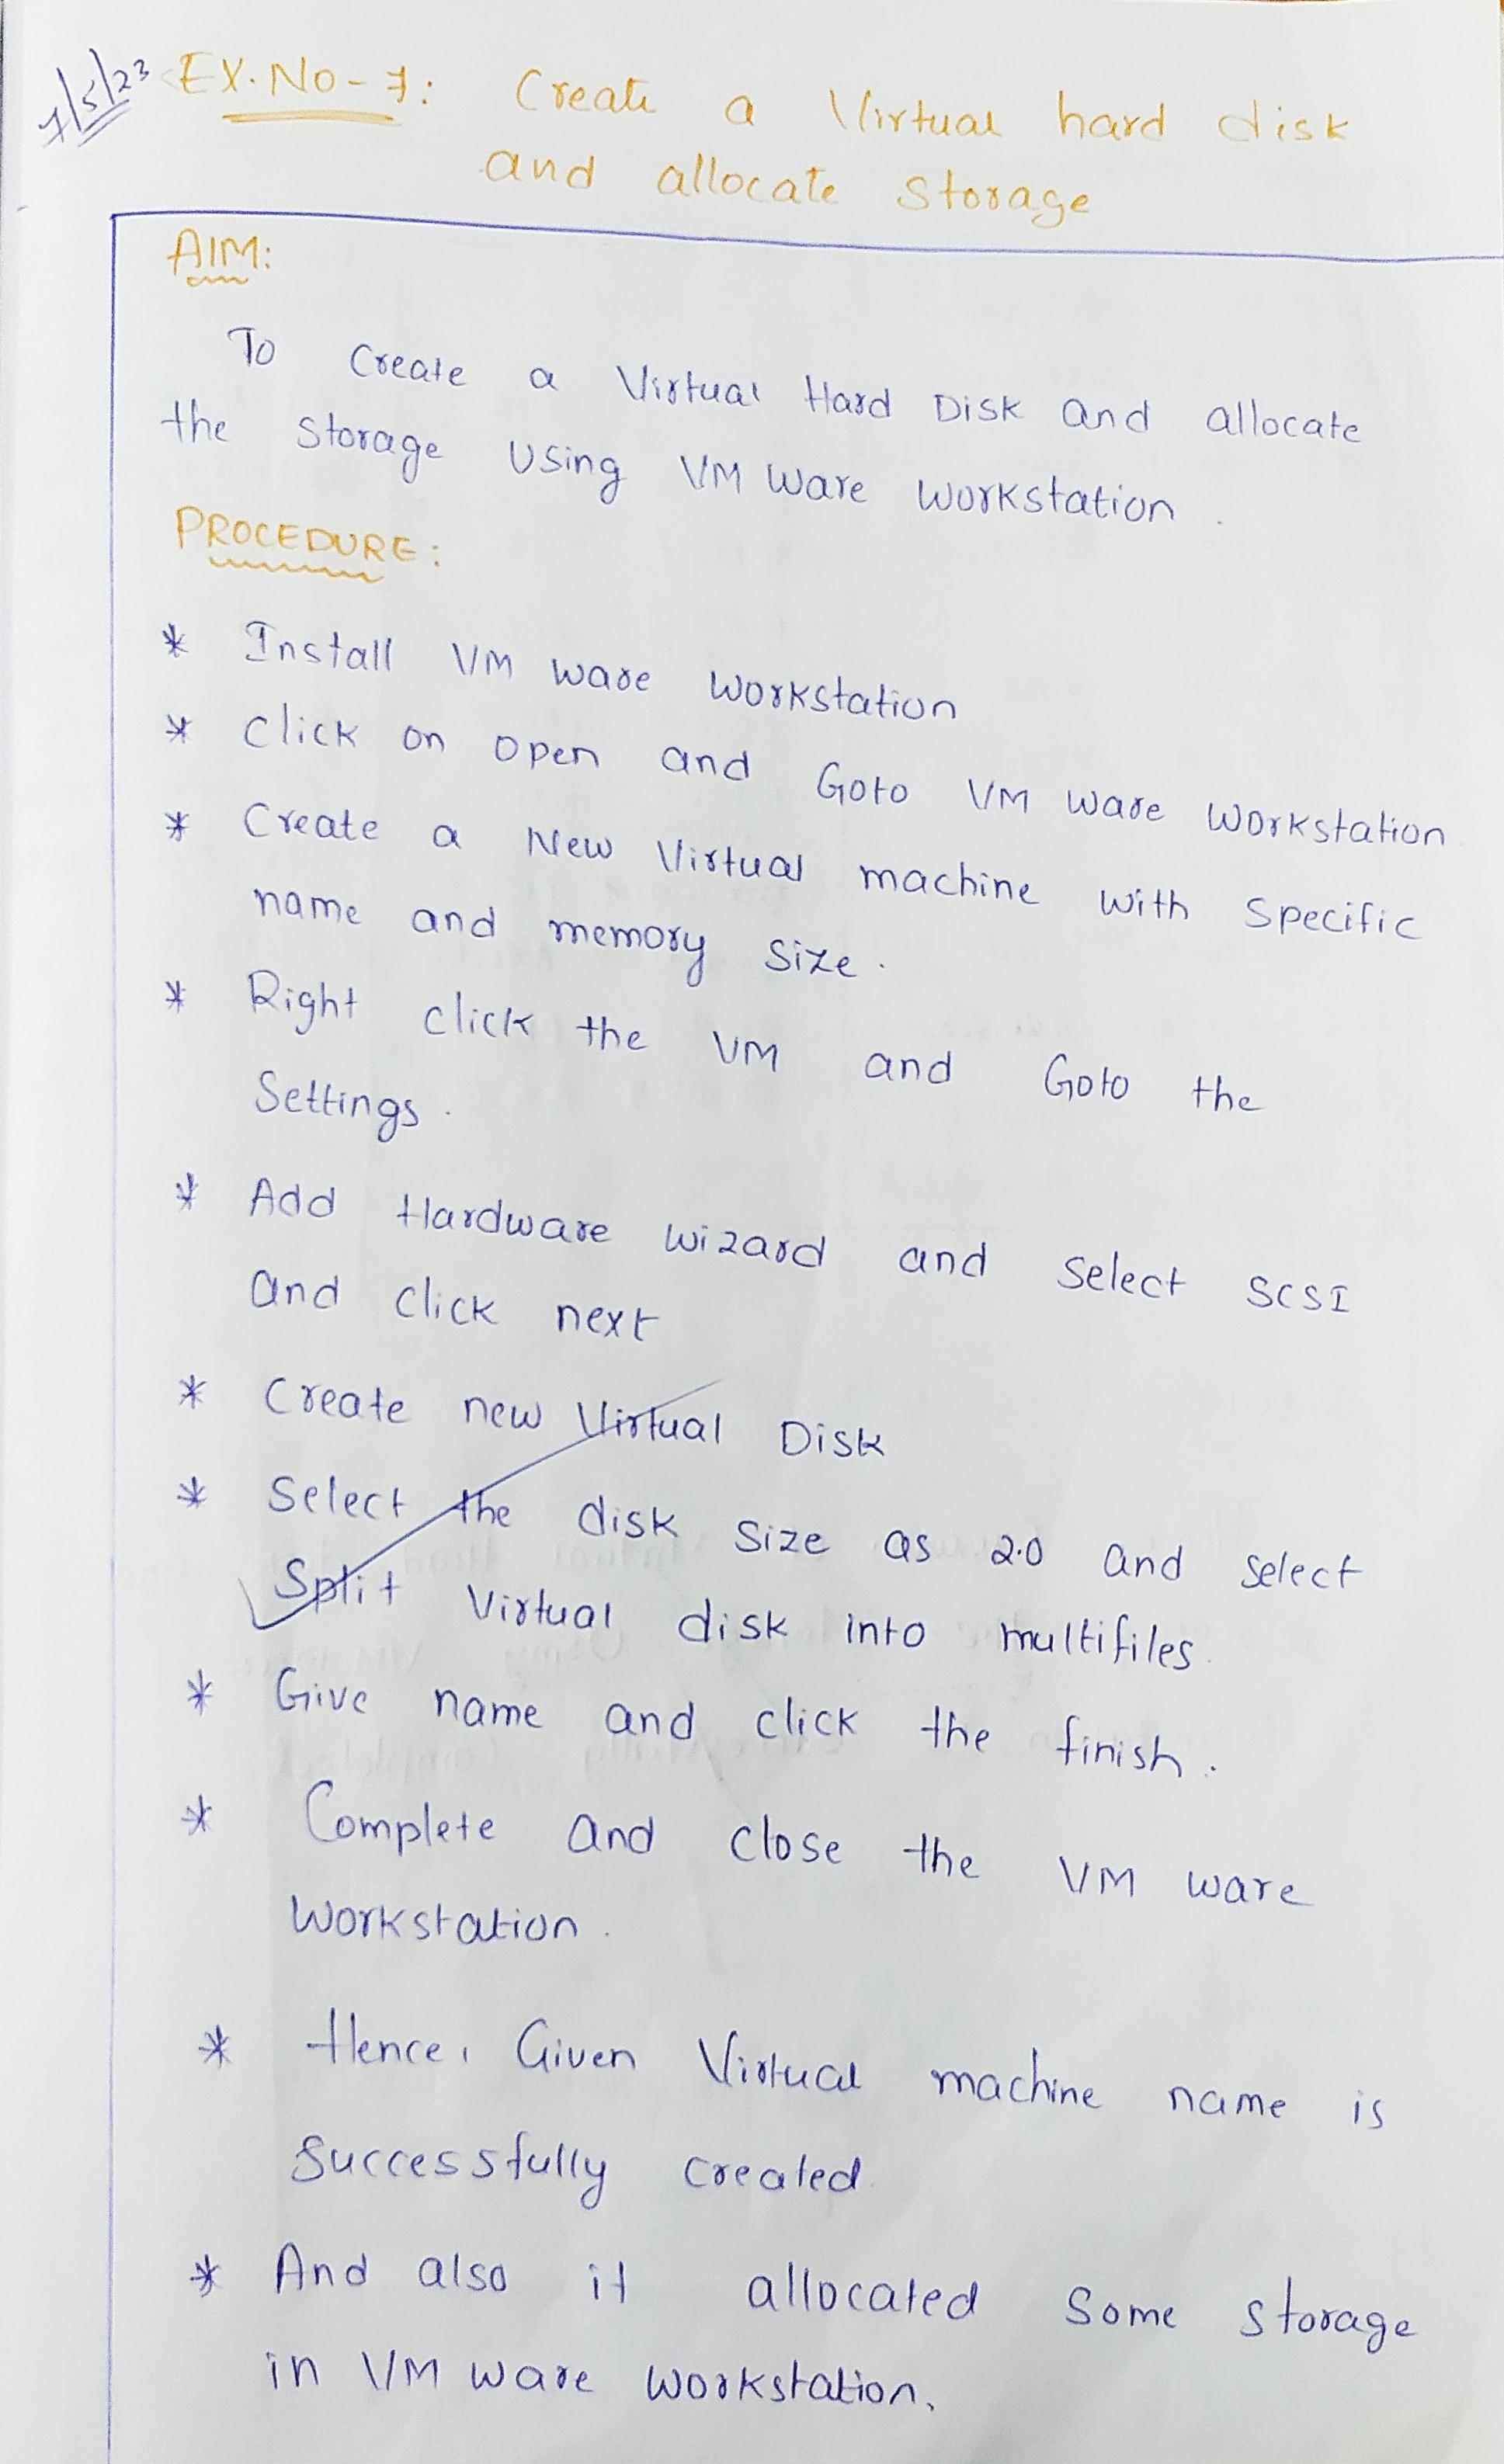 7/5/23 EX.NO-7: Create a Virtual hard disk
and allocate storage
AIM:
To Create a Virtual Hard Disk and allocate
the storage Using VM Ware Workstation.
PROCEDURE:
* Install VM Ware Workstation
* Click on open and Goto VM Ware Workstation
* Create a New Virtual machine with specific
name and memory size.
* Right click the VM and Goto the
Settings.
* Add Hardware wizard and select SCSI
and click next
* Create new Virtual Disk
* Select the disk size as 2.0 and select
Split Virtual disk into multifiles.
* Give name and click the finish.
* Complete and close the VM ware
Workstation.
* Hence, Given Virtual machine name is
Successfully created.
* And also it allocated Some storage
in VM ware workstation.